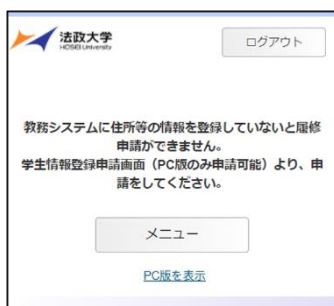 法政大学
HOSEI University
ログアウト
教務システムに住所等の情報を登録していないと履修
申請ができません。
学生情報登録申請画面（PC版のみ申請可能）より、申
請をしてください。
メニュー
PC版を表示